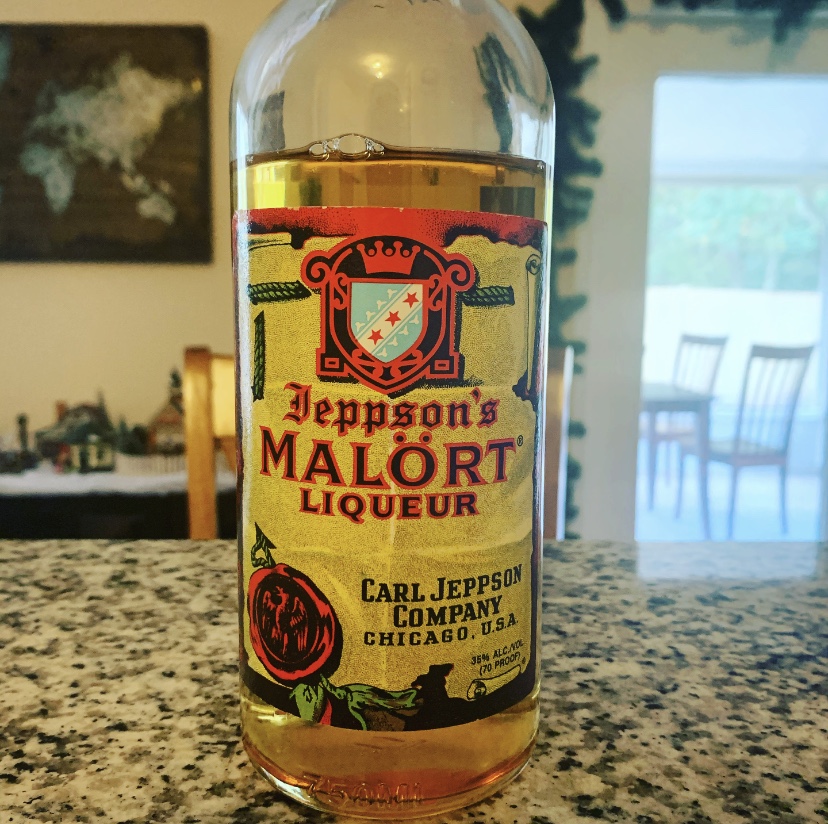 Jeppson's
MALÖRT®
LIQUEUR
CARL JEPPSON
COMPANY
CHICAGO, U.S.A.
35% ALC./VOL
(70 PROOF)
750ML